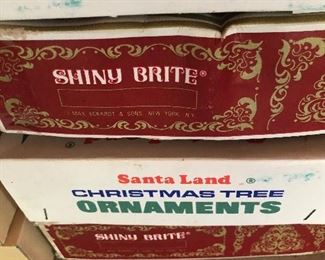 SHINY BRITE®
MAX ECKARDT & SONS, NEW YORK, N.Y.
Santa Land ®
CHRISTMAS TREE
ORNAMENTS
SHINY BRITE®